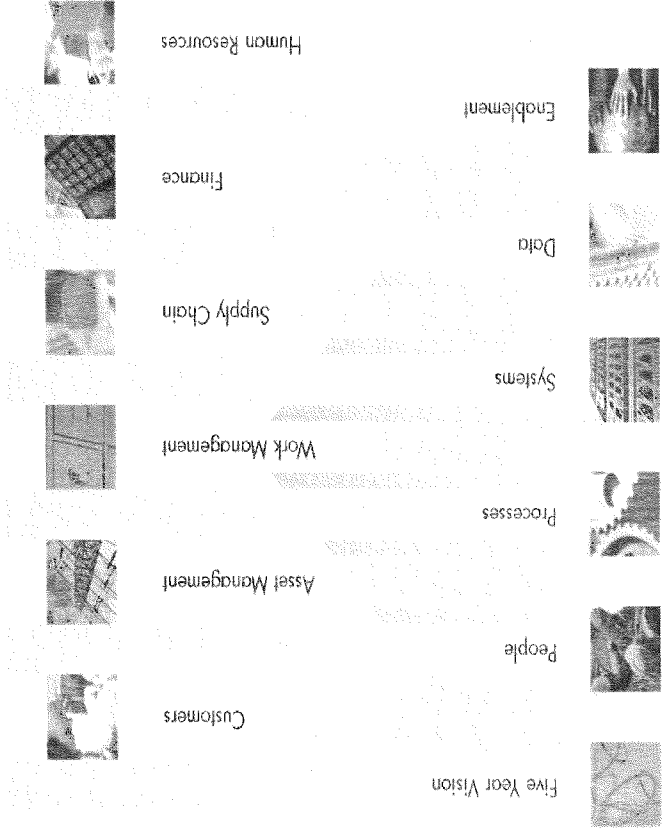 Five Year Vision
People
Processes
Systems
Data
Enablement
Customers
Asset Management
Work Management
Supply Chain
Finance
Human Resources